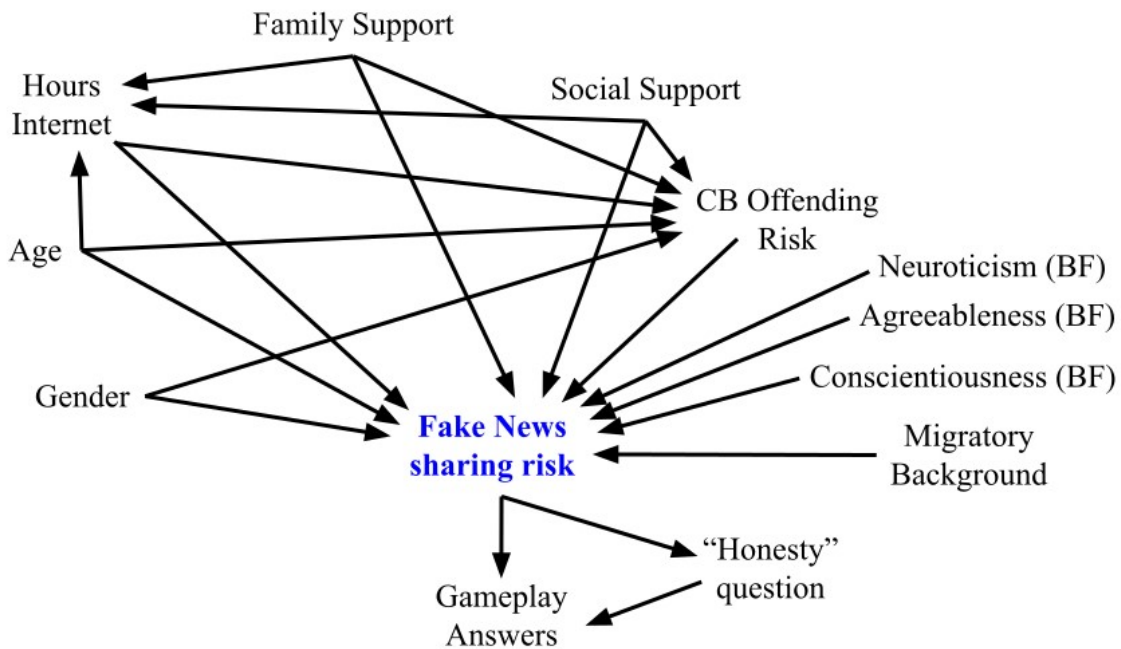 Family Support
Hours
Internet
Social Support
CB Offending
Risk
Age
Neuroticism (BF)
Agreeableness (BF)
Conscientiousness (BF)
Gender
Fake News
sharing risk
Migratory
Background
“Honesty”
question
Gameplay
Answers